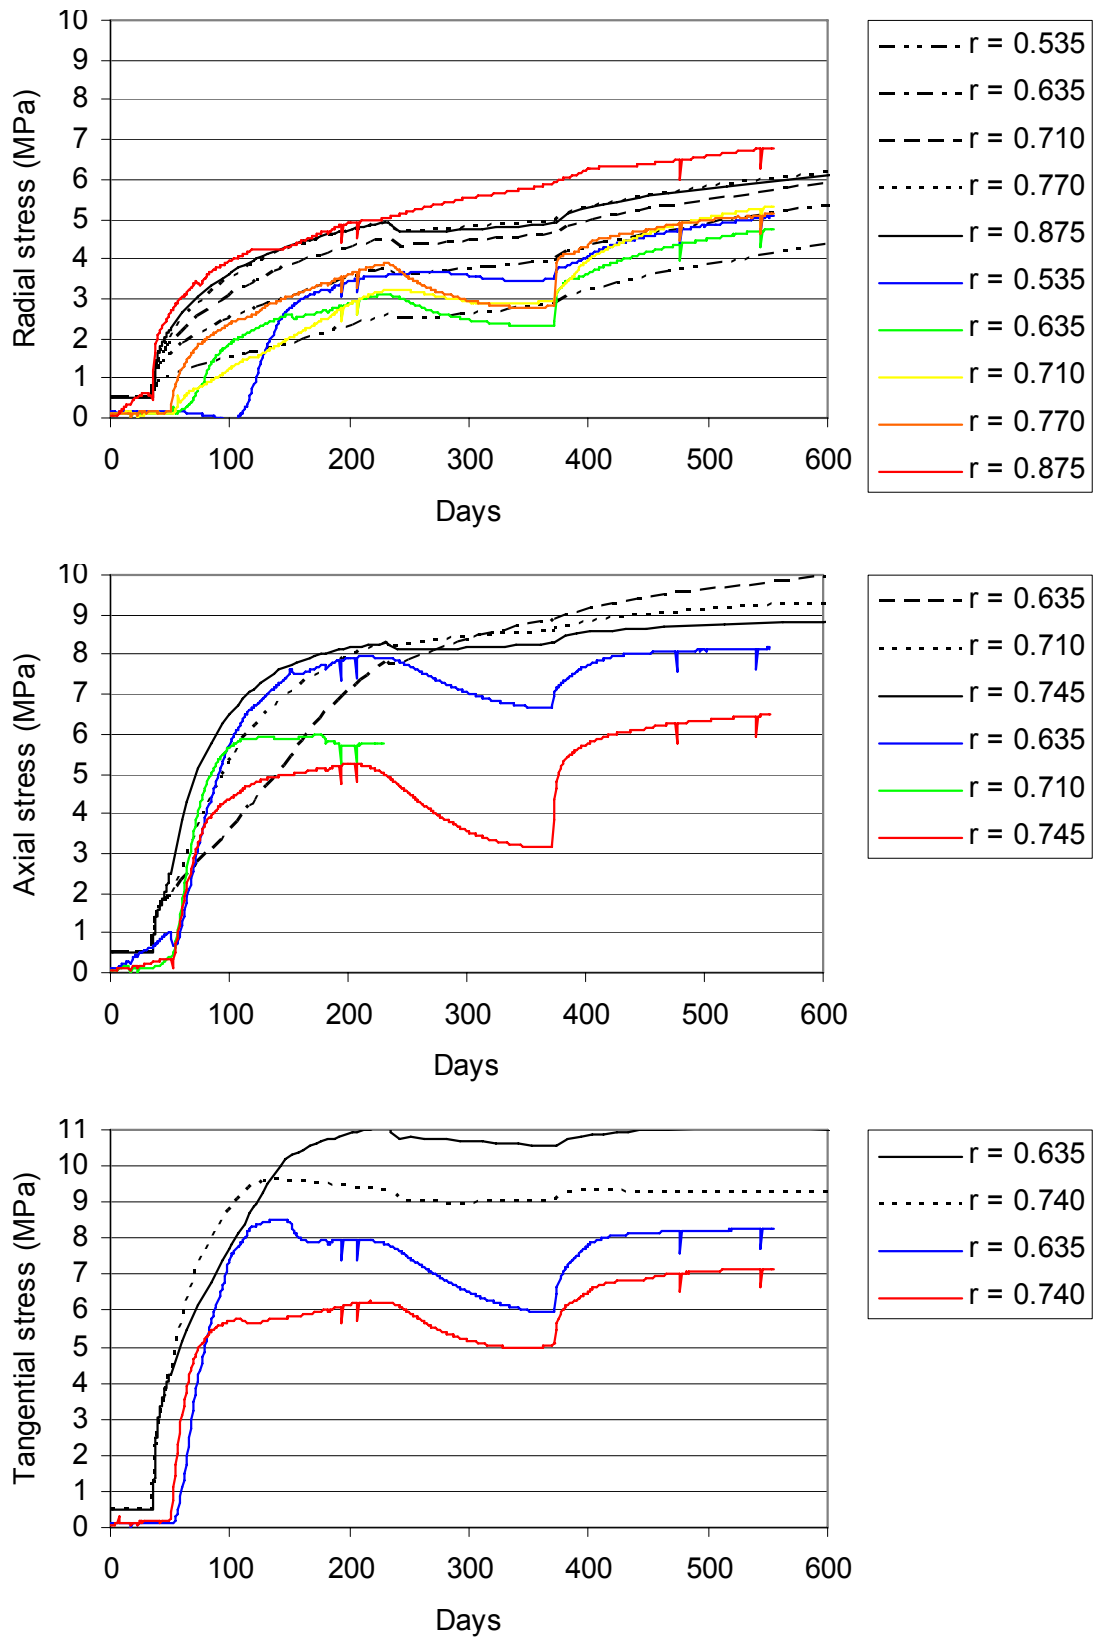 10
9
8
7
6
5
4
3
2
1
0
Radial stress (MPa)
0 100 200 300 400 500 600
Days
r = 0.535
r = 0.635
r = 0.710
r = 0.770
r = 0.875
r = 0.535
r = 0.635
r = 0.710
r = 0.770
r = 0.875
10
9
8
7
6
5
4
3
2
1
0
Axial stress (MPa)
0 100 200 300 400 500 600
Days
r = 0.635
r = 0.710
r = 0.745
r = 0.635
r = 0.710
r = 0.745
11
10
9
8
7
6
5
4
3
2
1
0
Tangential stress (MPa)
0 100 200 300 400 500 600
Days
r = 0.635
r = 0.740
r = 0.635
r = 0.740